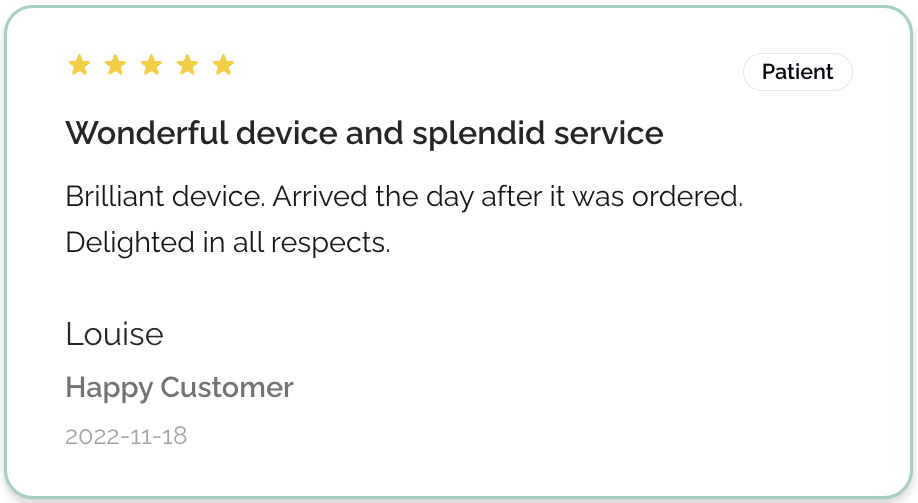 Patient
Wonderful device and splendid service
Brilliant device. Arrived the day after it was ordered.
Delighted in all respects.
Louise
Happy Customer
2022-11-18